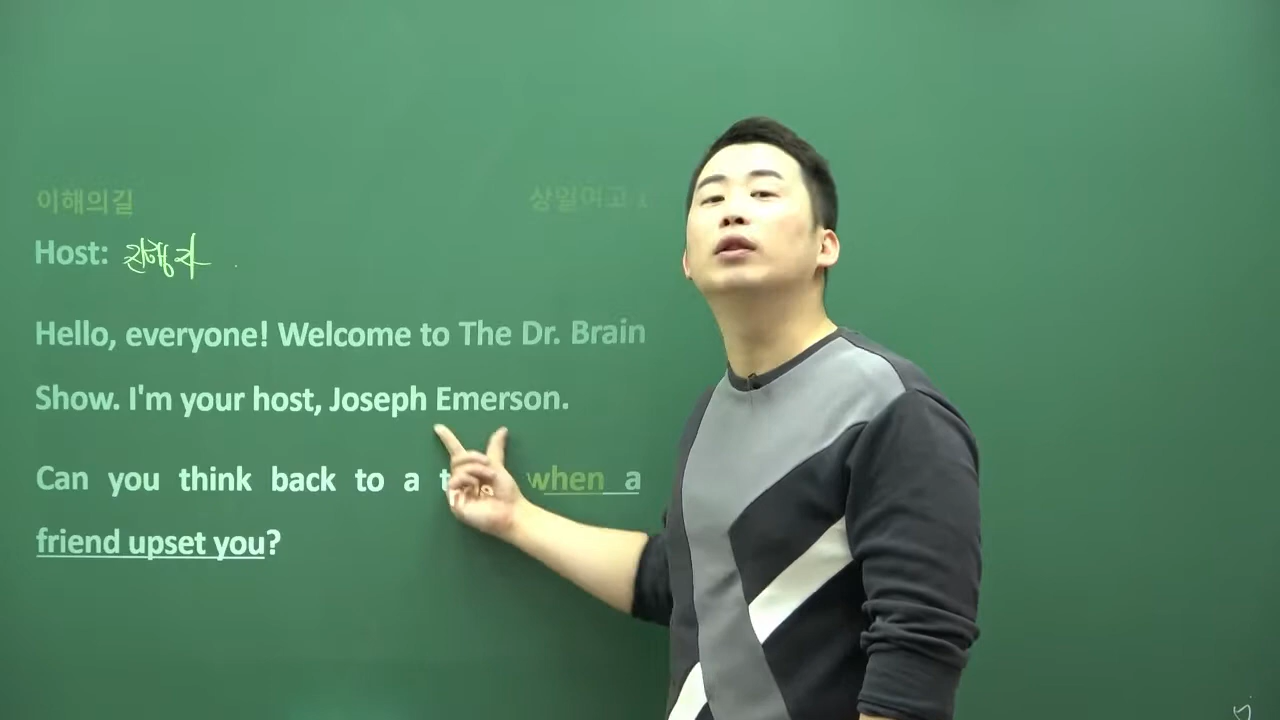 이해의길 상일여고 1
Host: 진행자
Hello, everyone! Welcome to The Dr. Brain
Show. I'm your host, Joseph Emerson.
Can you think back to a when a
friend upset you?